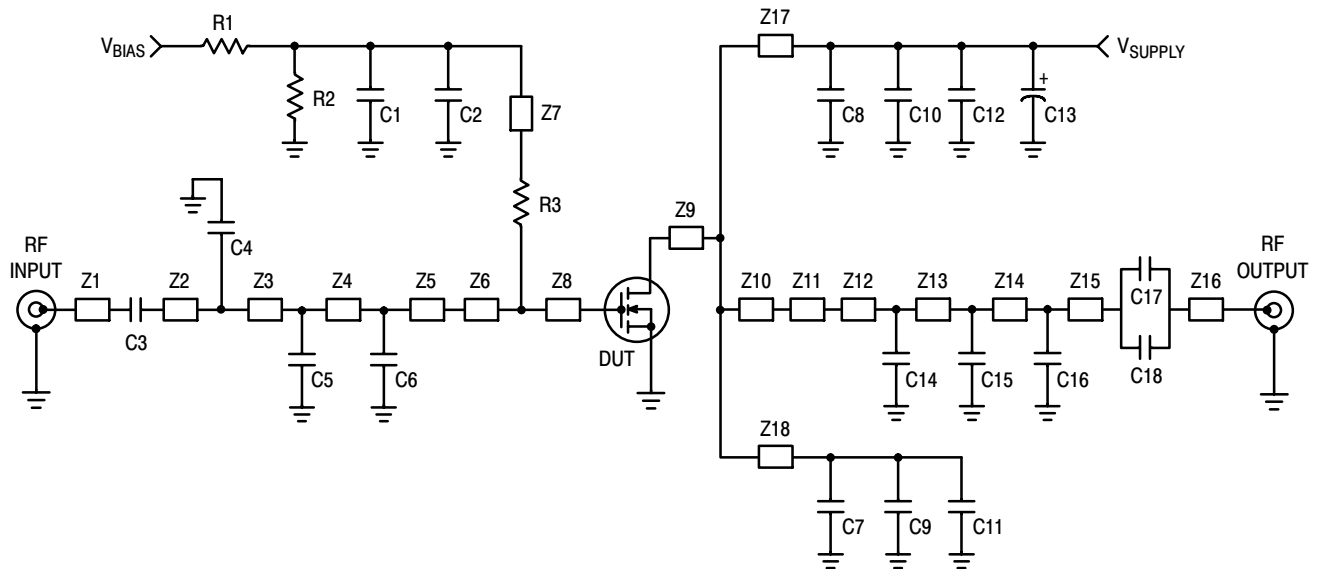 R1
Z17
VBIAS
VSUPPLY
R2
C1
C2
Z7
C8
C10
C12
+
C13
R3
Z9
C4
RF
INPUT
RF
OUTPUT
Z1
Z2
Z3
Z4
Z5
Z6
Z8
Z10
Z11
Z12
Z13
Z14
Z15
C17
Z16
C3
DUT
C5
C6
C14
C15
C16
C18
Z18
C7
C9
C11